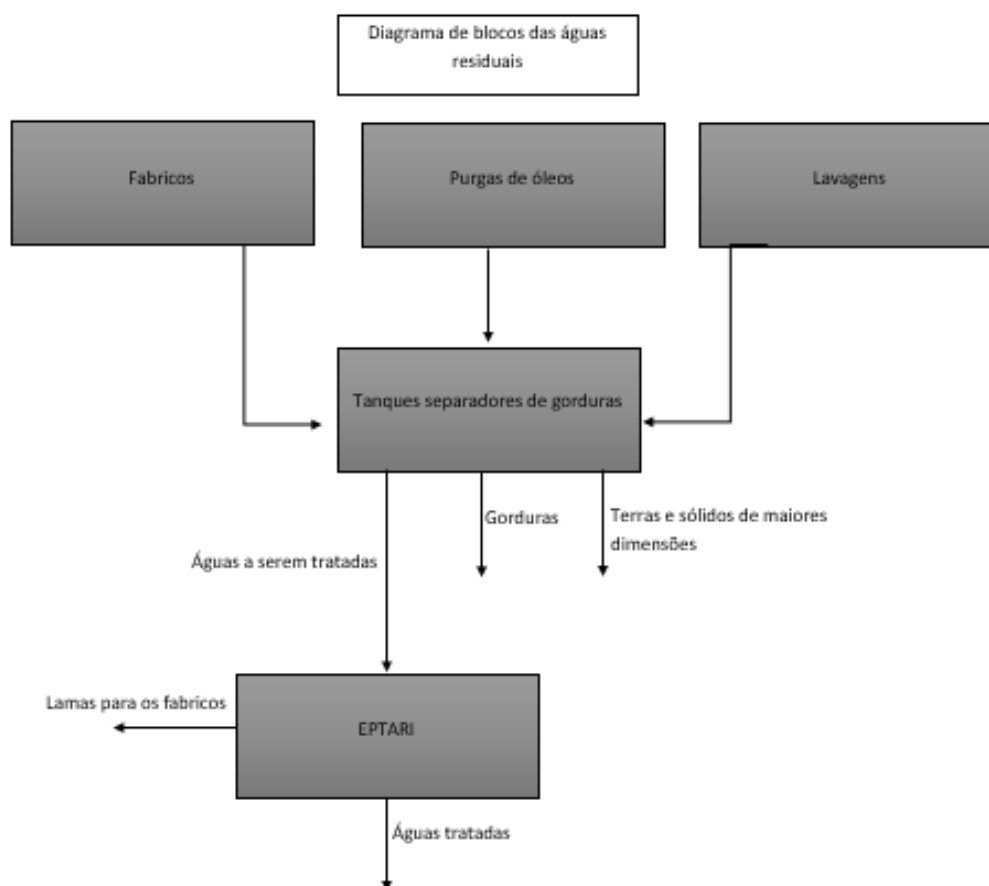 Diagrama de blocos das águas
residuais
Fabricos
Purgas de óleos
Lavagens
Tanques separadores de gorduras
Gorduras
Terras e sólidos de maiores
dimensões
Águas a serem tratadas
Lamas para os fabricos
EPTARI
Águas tratadas